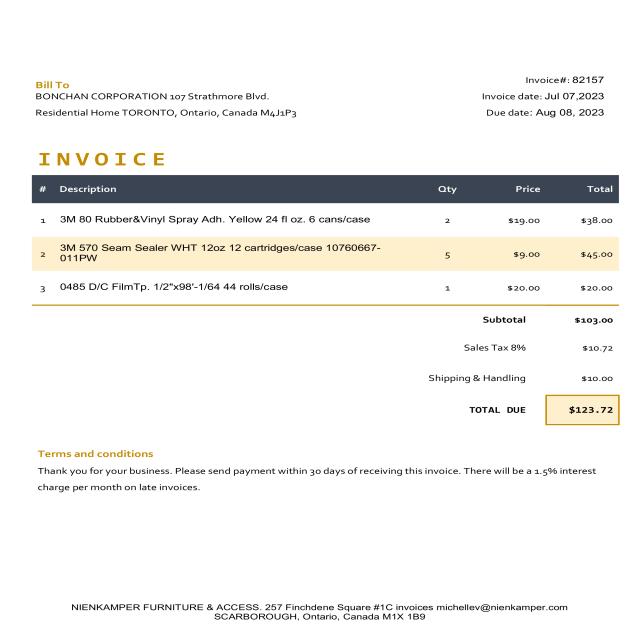 Bill To
BONCHAN CORPORATION 107 Strathmore Blvd.
Residential Home TORONTO, Ontario, Canada M4J1P3
Invoice#: 82157
Invoice date: Jul 07,2023
Due date: Aug 08, 2023
INVOICE
# Description Qty Price Total
1 3M 80 Rubber&Vinyl Spray Adh. Yellow 24 fl oz. 6 cans/case 2 $19.00 $38.00
2 3M 570 Seam Sealer WHT 12oz 12 cartridges/case 10760667-
011PW 5 $9.00 $45.00
3 0485 D/C FilmTp. 1/2"x98'-1/64 44 rolls/case 1 $20.00 $20.00
Subtotal $103.00
Sales Tax 8% $10.72
Shipping & Handling $10.00
TOTAL DUE $123.72
Terms and conditions
Thank you for your business. Please send payment within 30 days of receiving this invoice. There will be a 1.5% interest
charge per month on late invoices.
NIENKAMPER FURNITURE & ACCESS. 257 Finchdene Square #1C invoices michellev@nienkamper.com
SCARBOROUGH, Ontario, Canada M1X 1B9